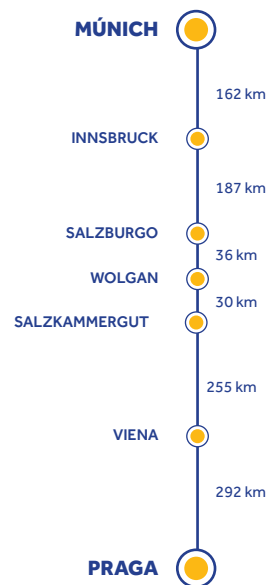 MÚNICH
162 km
INNSBRUCK
187 km
SALZBURGO
36 km
WOLGAN
30 km
SALZKAMMERGUT
255 km
VIENA
292 km
PRAGA